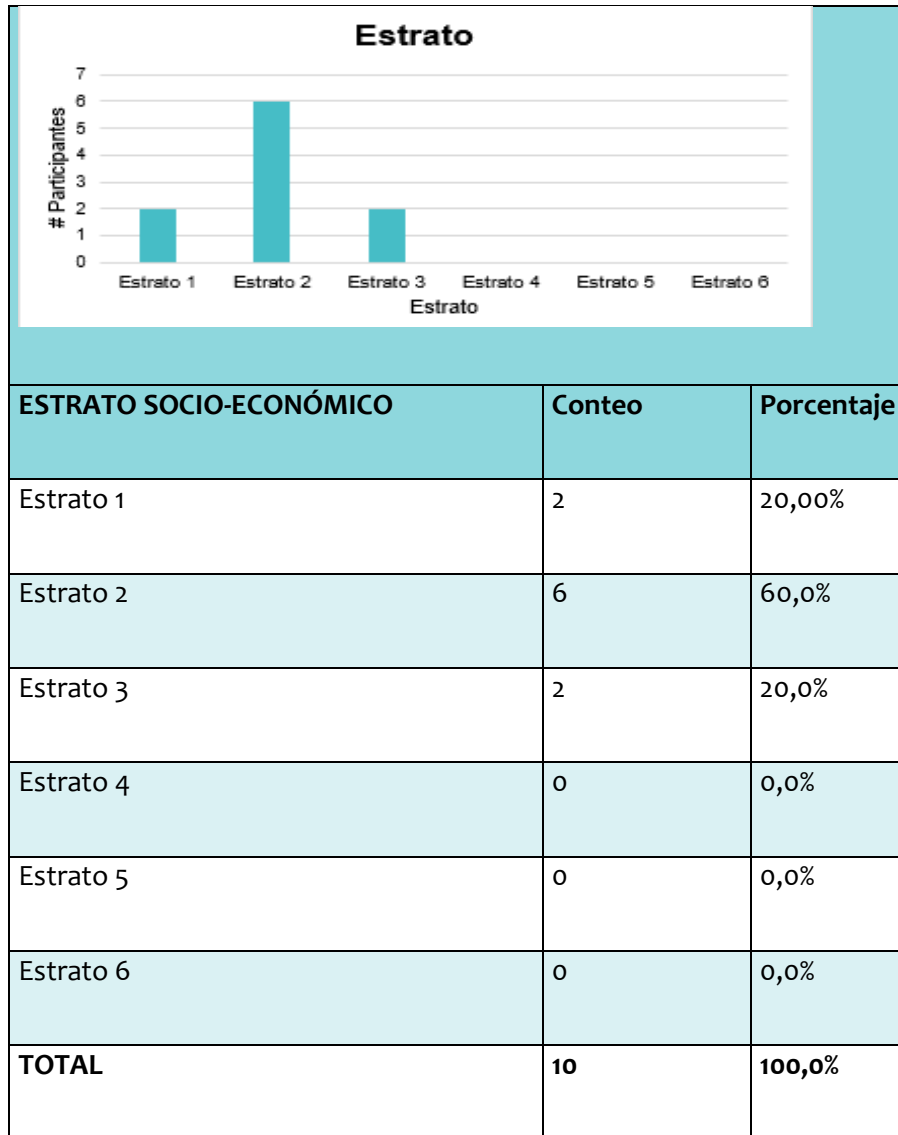 Estrato
7
6
5
4
3
2
1
0
# Participantes
Estrato 1 Estrato 2 Estrato 3 Estrato 4 Estrato 5 Estrato 6
Estrato
ESTRATO SOCIO-ECONÓMICO Conteo Porcentaje
Estrato 1 2 20,00%
Estrato 2 6 60,0%
Estrato 3 2 20,0%
Estrato 4 0 0,0%
Estrato 5 0 0,0%
Estrato 6 0 0,0%
TOTAL 10 100,0%